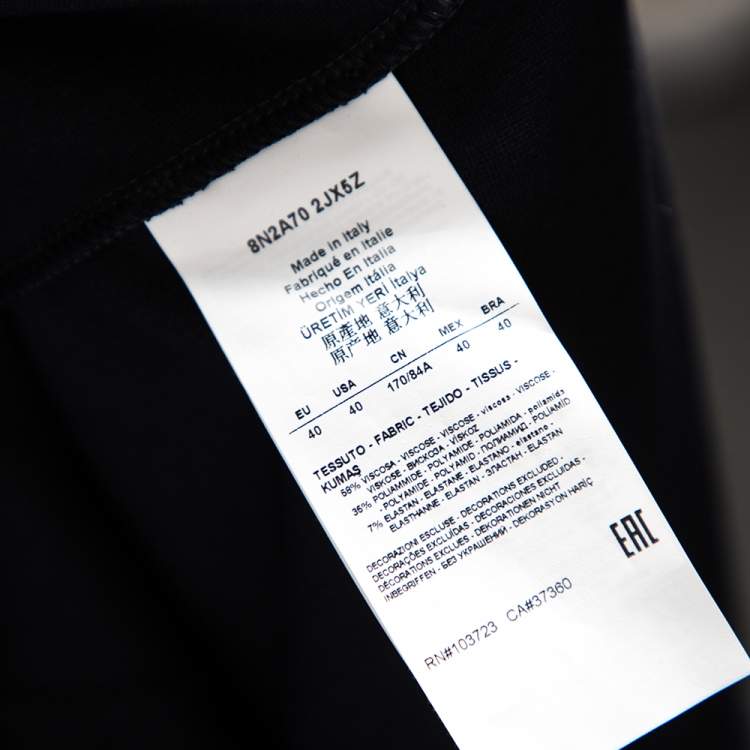 8N2A70 2JX5Z
Made in Italy
Fabriqué en Italie
Hecho En Italia
Origem Itália
ÜRETİM YERİ İtalya
原產地 意大利
原产地 意大利
EU USA CN MEX BRA
40 40 170/84A 40 40
TESSUTO - FABRIC - TEJIDO - TISSUS -
KUMAŞ
58% VISCOSA - VISCOSE - VISCOSE - viscosa - VISCOSE -
VISKOSE - ВИСКОЗА - VİSKOZ
35% POLIAMMIDE - POLYAMIDE - POLIAMIDA - poliamida
- POLYAMIDE - POLYAMID - ПОЛИАМИД - POLİAMİD
7% ELASTAN - ELASTANE - ELASTANO - elastano -
ELASTHANNE - ELASTAN - ЭЛАСТАН - ELASTAN
DECORAZIONI ESCLUSE - DECORATIONS EXCLUDED -
DECORAÇÕES EXCLUÍDAS - DECORACIONES EXCLUIDAS -
DÉCORATIONS EXCLUES - DEKORATIONEN NICHT
INBEGRIFFEN - БЕЗ УКРАШЕНИЙ - DEKORASYON HARİÇ
EAC
RN#103723 CA#37360